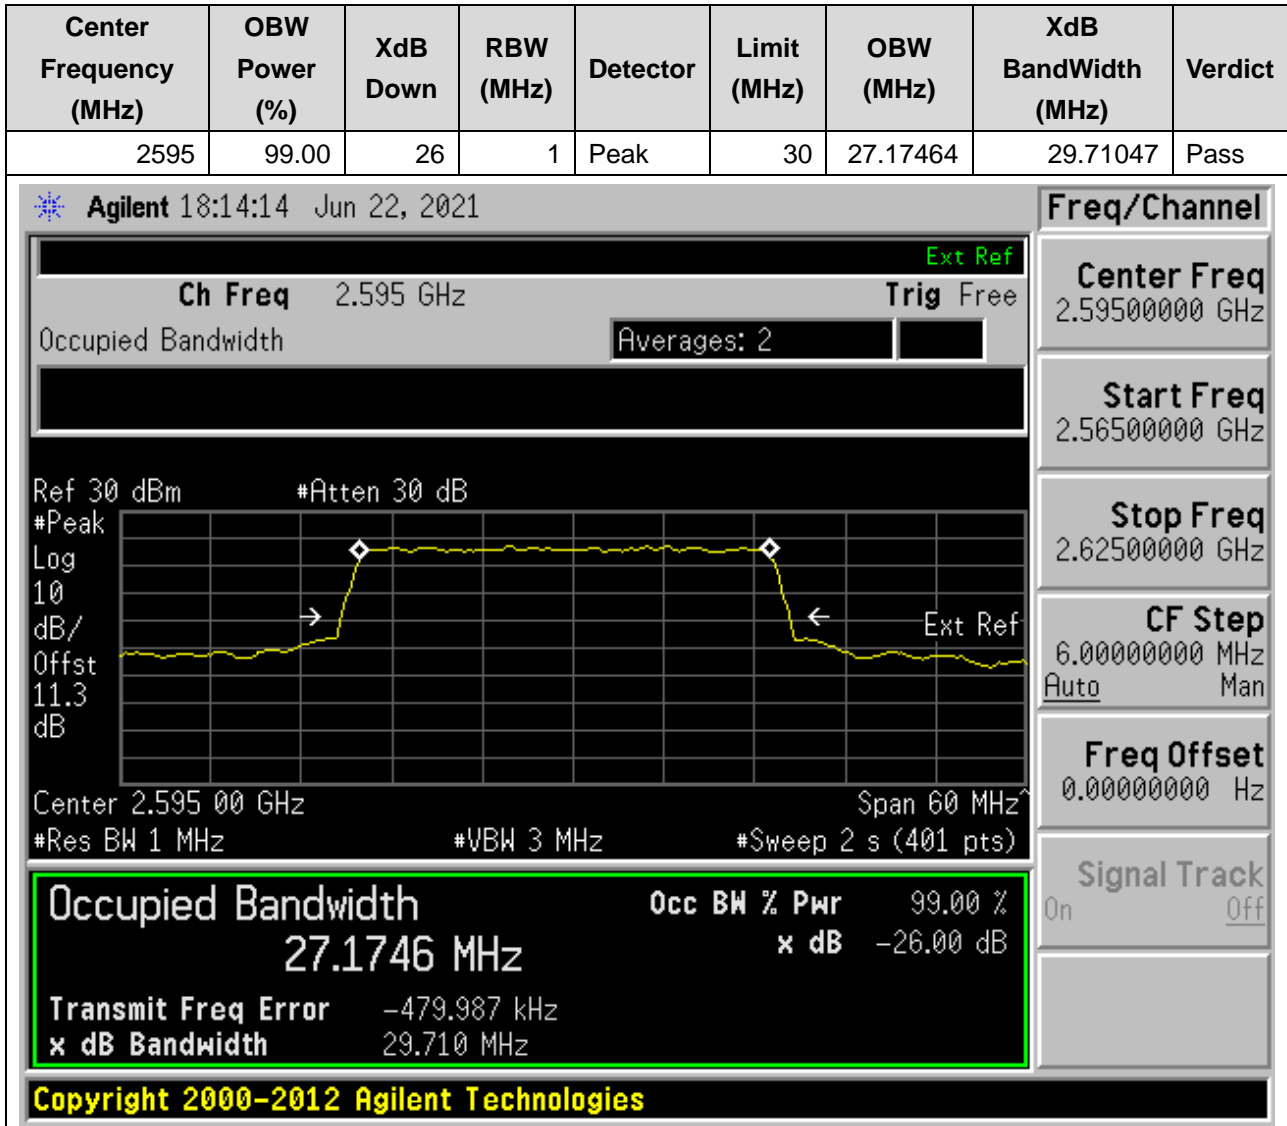 Center Frequency (MHz) OBW Power (%) XdB Down RBW (MHz) Detector Limit (MHz) OBW (MHz) XdB BandWidth (MHz) Verdict
2595 99.00 26 1 Peak 30 27.17464 29.71047 Pass
Agilent 18:14:14 Jun 22, 2021
Freq/Channel
Ext Ref
Ch Freq 2.595 GHz Trig Free
Occupied Bandwidth Averages: 2
Center Freq
2.59500000 GHz
Start Freq
2.56500000 GHz
Stop Freq
2.62500000 GHz
CF Step
6.00000000 MHz
Auto Man
Freq Offset
0.00000000 Hz
Signal Track
On Off
Ref 30 dBm #Atten 30 dB
#Peak
Log
10
dB/
Offst
11.3
dB
Ext Ref
Center 2.595 00 GHz Span 60 MHz^
#Res BW 1 MHz #VBW 3 MHz #Sweep 2 s (401 pts)
Occupied Bandwidth Occ BW % Pwr 99.00 %
27.1746 MHz x dB -26.00 dB
Transmit Freq Error -479.987 kHz
x dB Bandwidth 29.710 MHz
Copyright 2000-2012 Agilent Technologies